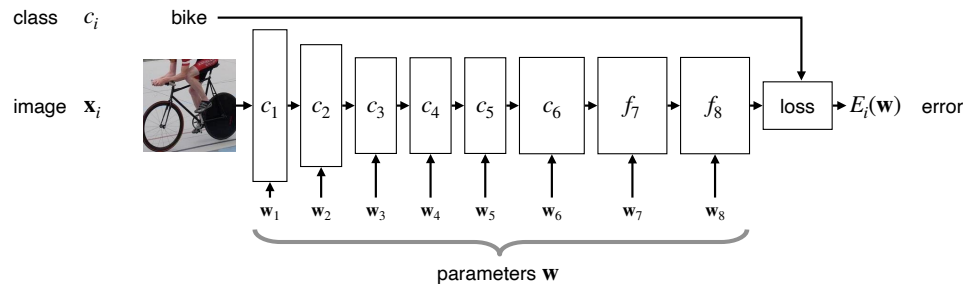 class c_i bike
image x_i c_1 c_2 c_3 c_4 c_5 c_6 f_7 f_8 loss E_i(w) error
w_1 w_2 w_3 w_4 w_5 w_6 w_7 w_8
parameters w